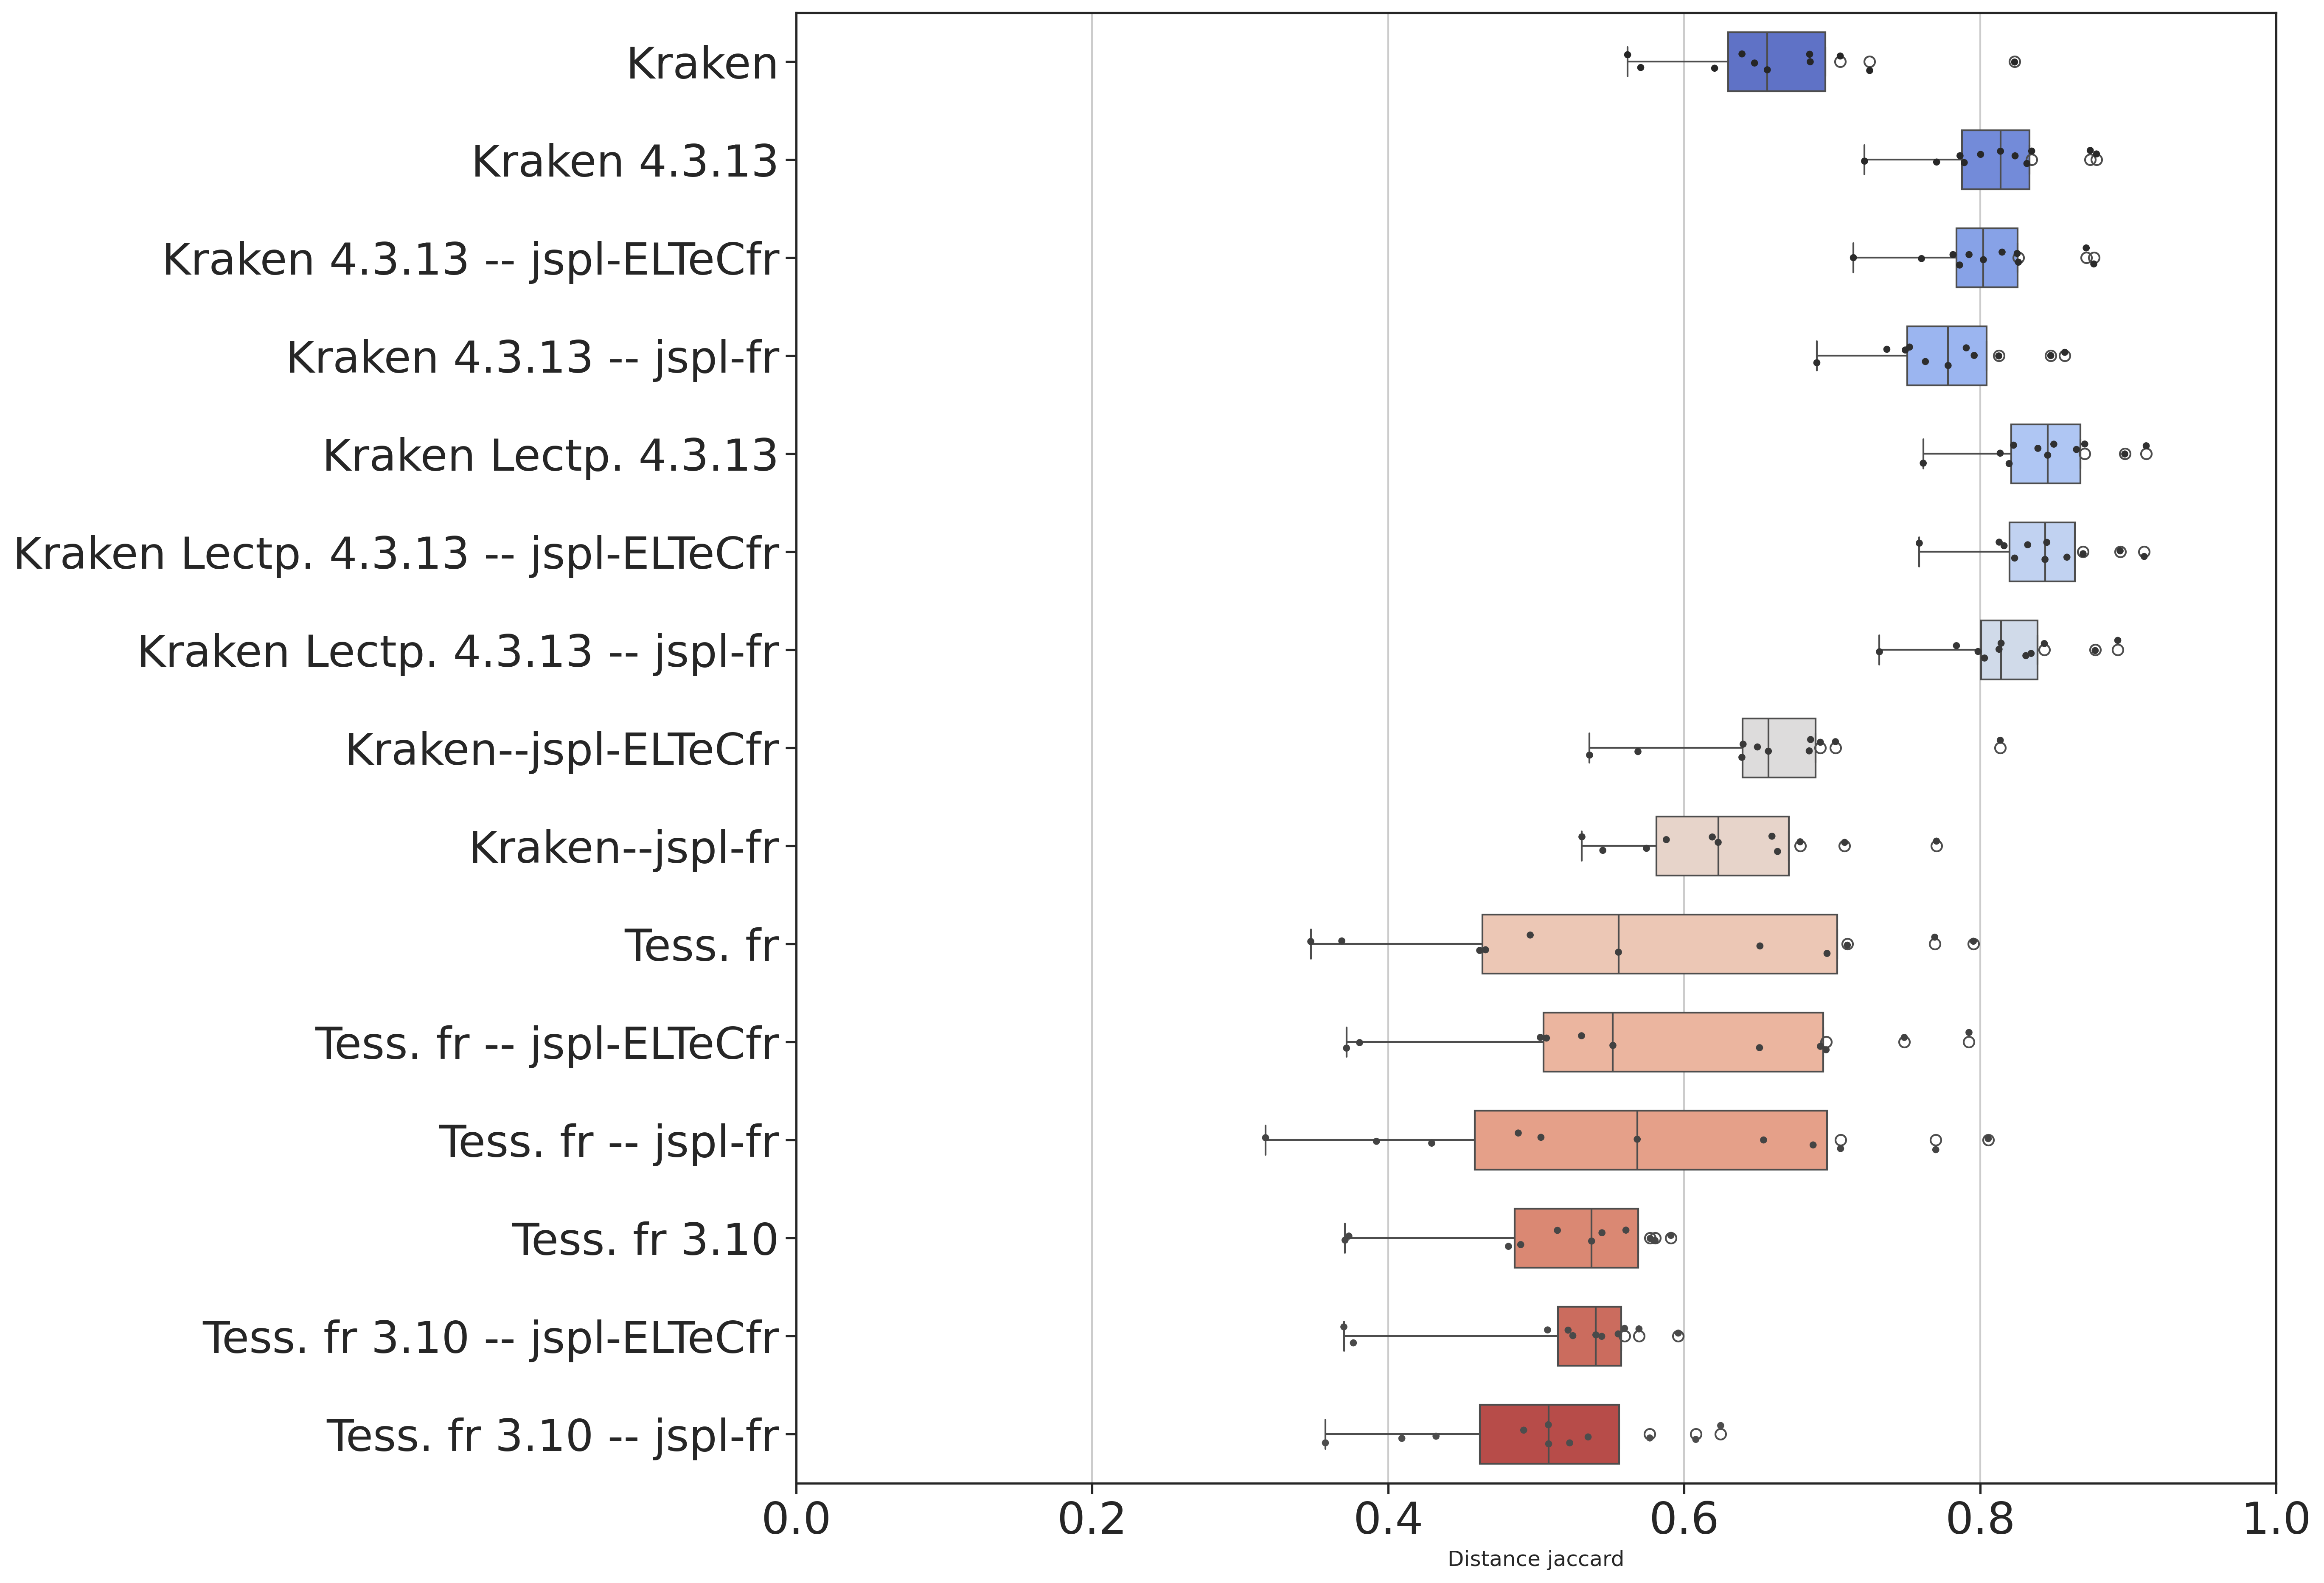 Kraken
Kraken 4.3.13
Kraken 4.3.13 -- jspl-ELTeCfr
Kraken 4.3.13 -- jspl-fr
Kraken Lectp. 4.3.13
Kraken Lectp. 4.3.13 -- jspl-ELTeCfr
Kraken Lectp. 4.3.13 -- jspl-fr
Kraken--jspl-ELTeCfr
Kraken--jspl-fr
Tess. fr
Tess. fr -- jspl-ELTeCfr
Tess. fr -- jspl-fr
Tess. fr 3.10
Tess. fr 3.10 -- jspl-ELTeCfr
Tess. fr 3.10 -- jspl-fr
0.0 0.2 0.4 0.6 0.8 1.0
Distance jaccard